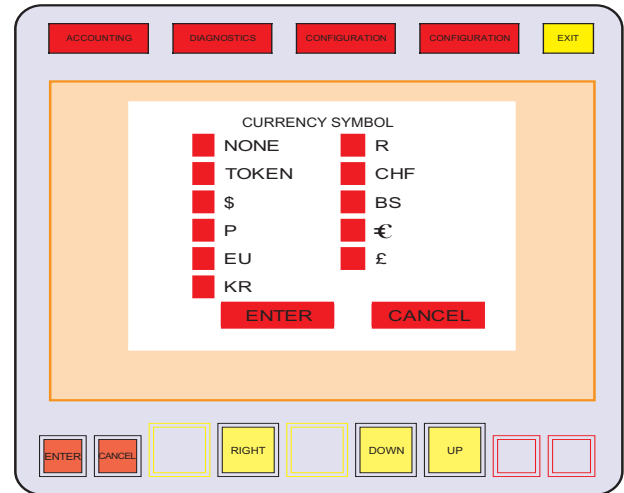 ACCOUNTING DIAGNOSTICS CONFIGURATION CONFIGURATION EXIT
CURRENCY SYMBOL
NONE R
TOKEN CHF
$ BS
P €
EU £
KR
ENTER CANCEL
ENTER CANCEL RIGHT DOWN UP